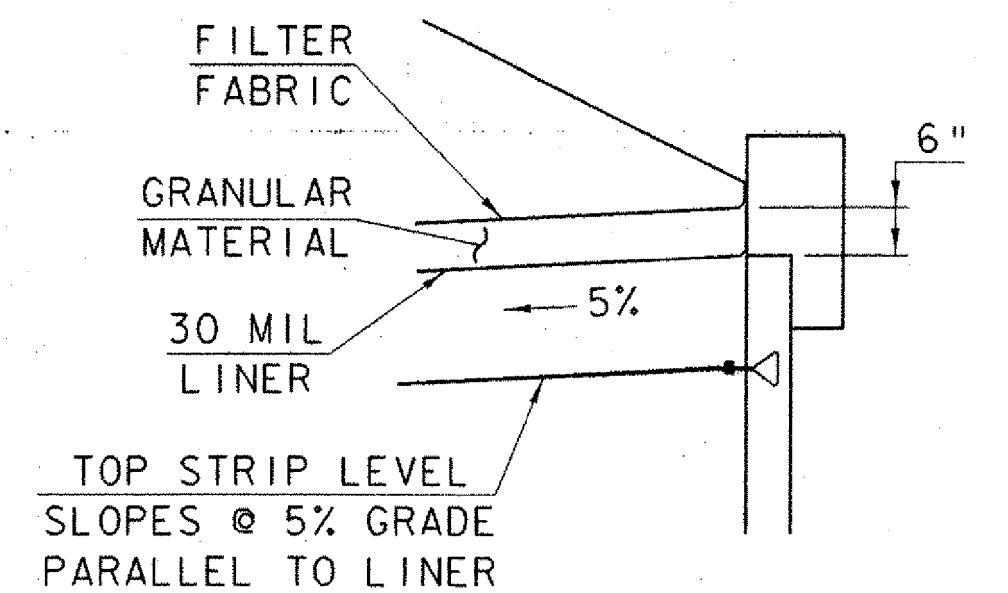 FILTER
FABRIC
6"
GRANULAR
MATERIAL
5%
30 MIL
LINER
TOP STRIP LEVEL
SLOPES @ 5% GRADE
PARALLEL TO LINER